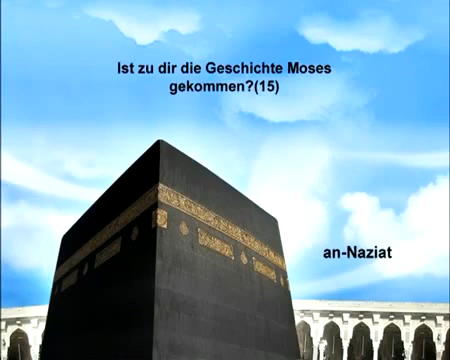 Ist zu dir die Geschichte Moses
gekommen?(15)
an-Naziat